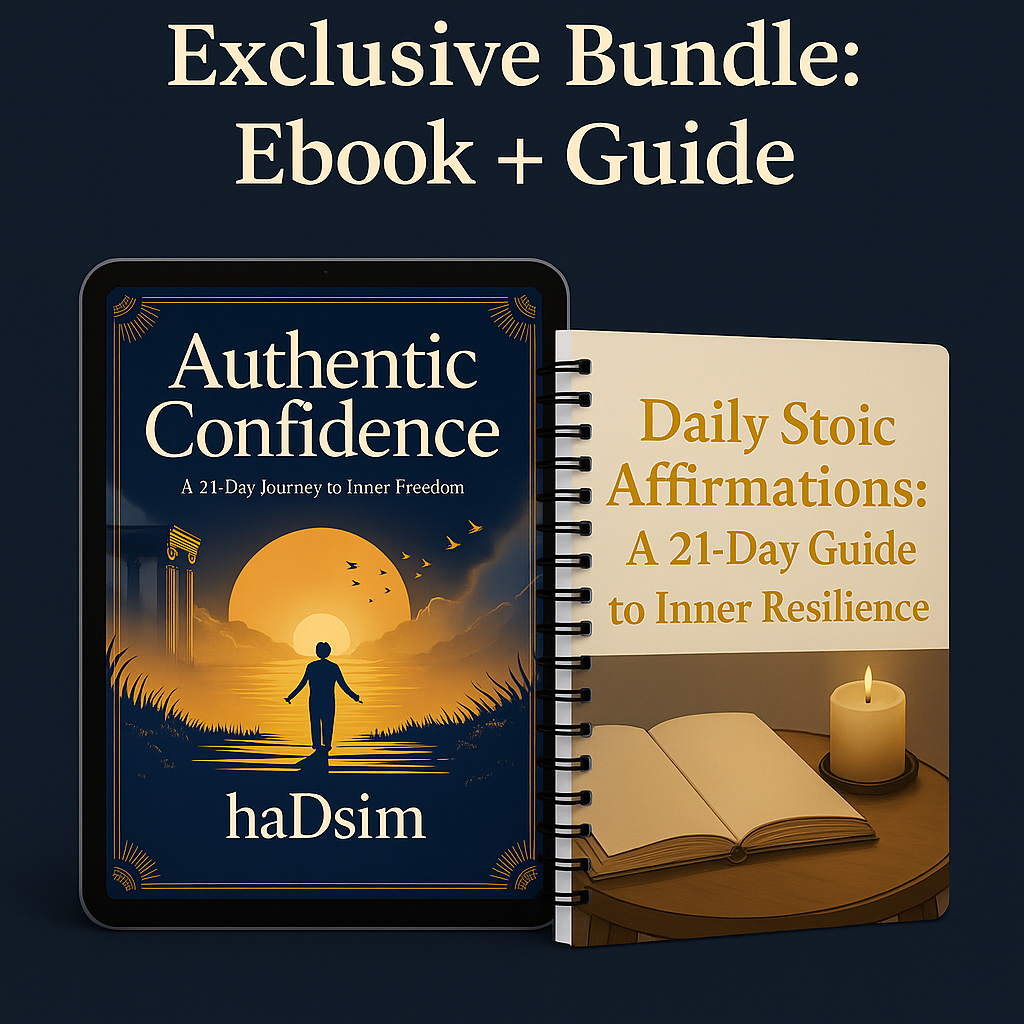 Exclusive Bundle:
Ebook + Guide
Authentic
Confidence
A 21-Day Journey to Inner Freedom
haDsim
Daily Stoic
Affirmations:
A 21-Day Guide
to Inner Resilience